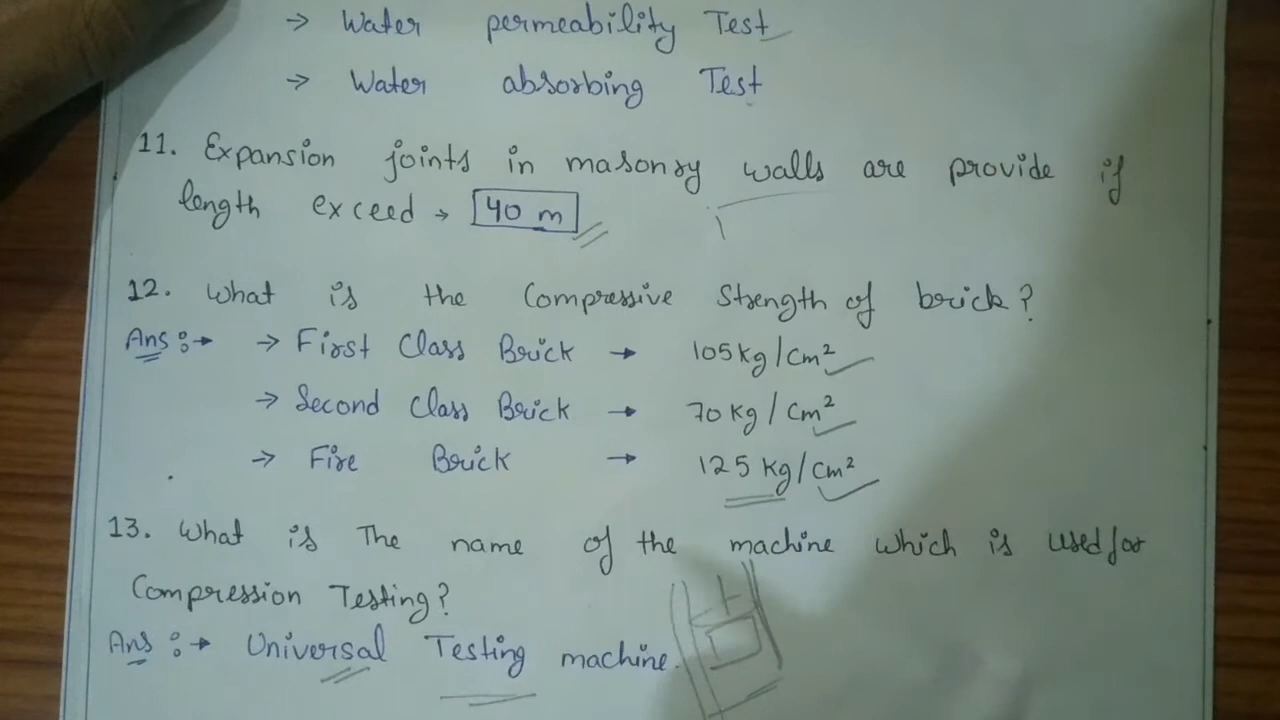 → Water permeability Test
→ Water absorbing Test
11. Expansion joints in masonry walls are provide if
length exceed → 40 m
12. What is the Compressive Strength of brick?
Ans :→ → First Class Brick → 105 kg/cm²
→ Second Class Brick → 70 kg/cm²
→ Fire Brick → 125 kg/cm²
13. What is The name of the machine which is used for
Compression Testing?
Ans :→ Universal Testing machine.